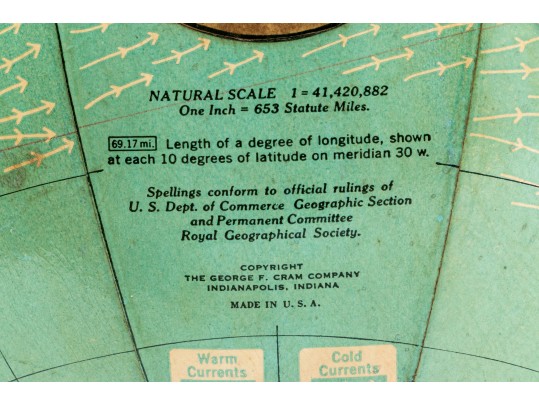 NATURAL SCALE 1 = 41,420,882
One Inch = 653 Statute Miles.
69.17 mi. Length of a degree of longitude, shown
at each 10 degrees of latitude on meridian 30 w.
Spellings conform to official rulings of
U. S. Dept. of Commerce Geographic Section
and Permanent Committee
Royal Geographical Society.
COPYRIGHT
THE GEORGE F. CRAM COMPANY
INDIANAPOLIS, INDIANA
MADE IN U. S. A.
Warm
Currents
Cold
Currents